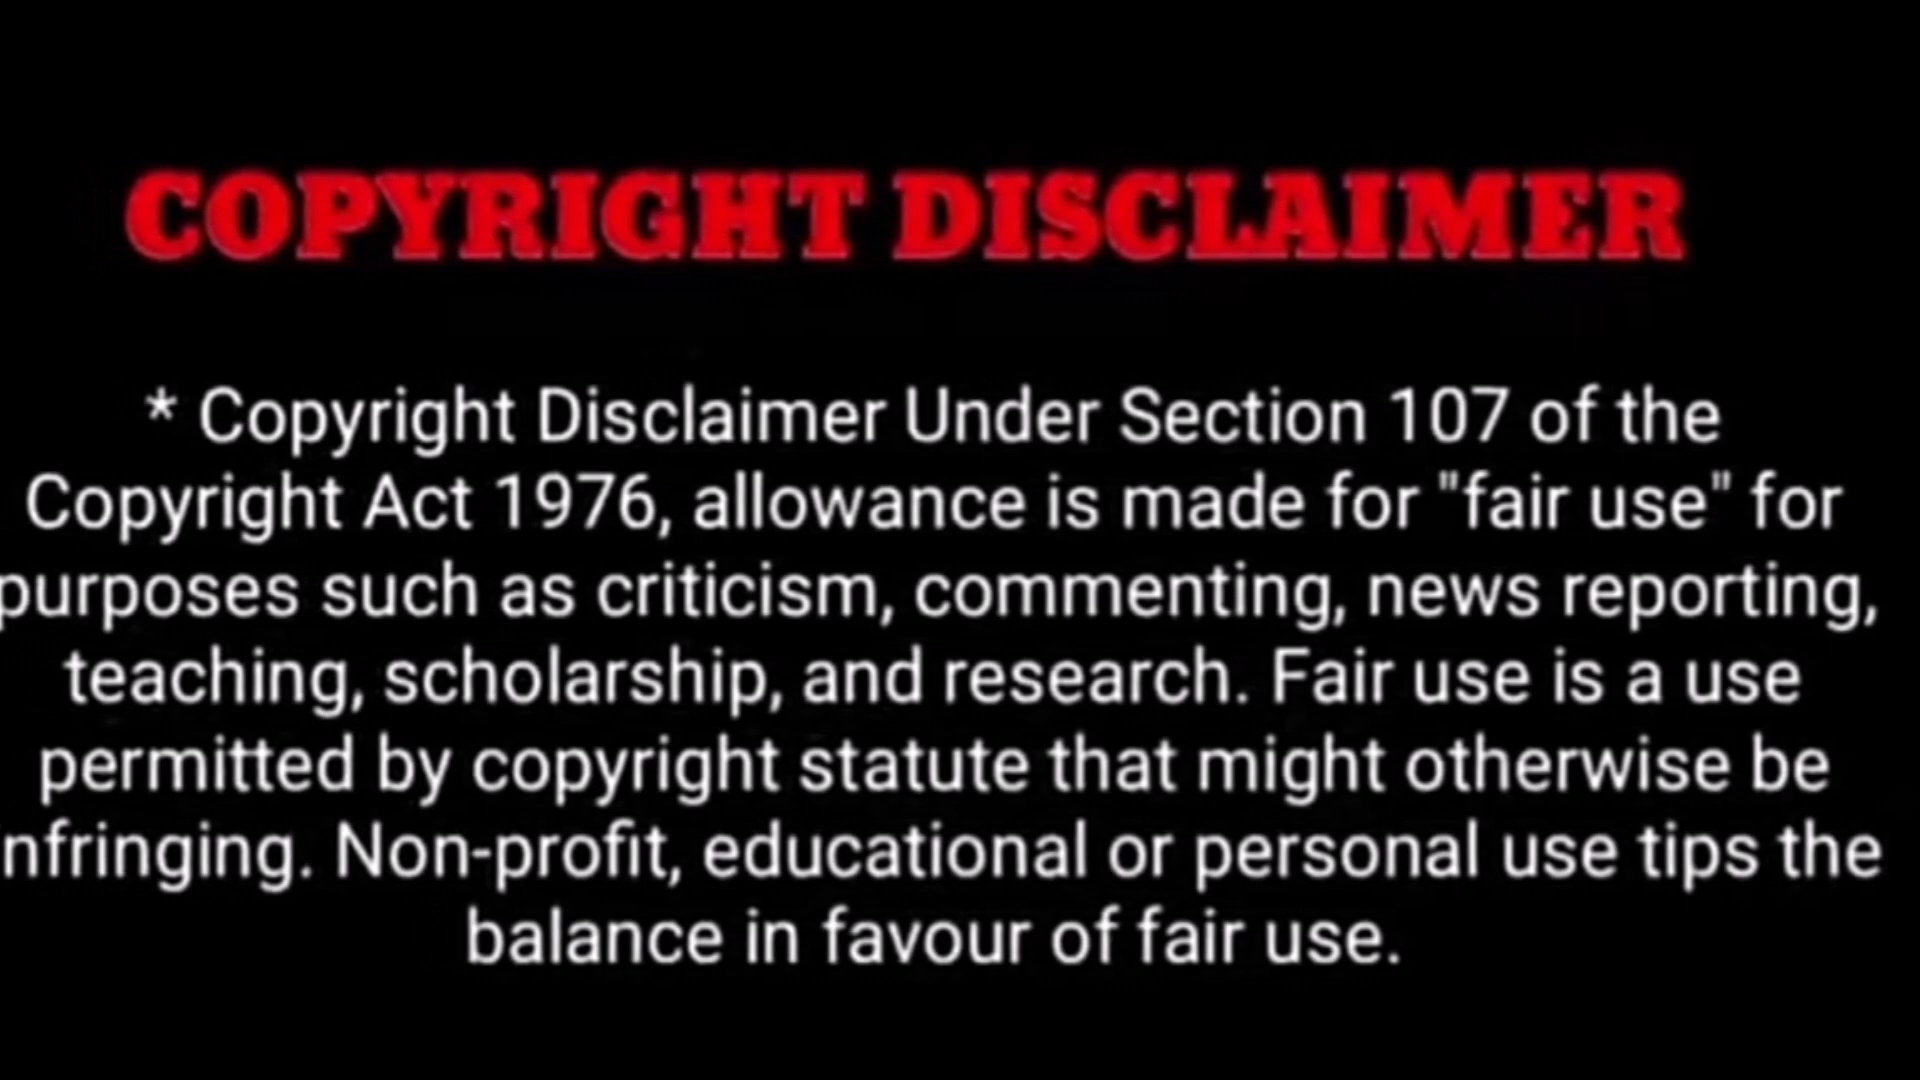 COPYRIGHT DISCLAIMER
* Copyright Disclaimer Under Section 107 of the
Copyright Act 1976, allowance is made for "fair use" for
purposes such as criticism, commenting, news reporting,
teaching, scholarship, and research. Fair use is a use
permitted by copyright statute that might otherwise be
infringing. Non-profit, educational or personal use tips the
balance in favour of fair use.